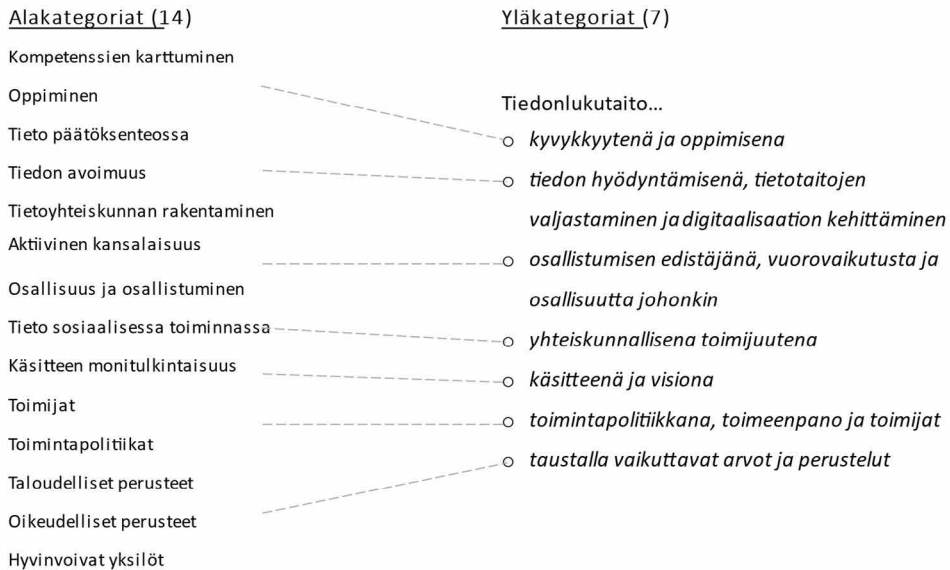 Alakategoriat (14)
Kompetenssien karttuminen
Oppiminen
Tieto päätöksenteossa
Tiedon avoimuus
Tietoyhteiskunnan rakentaminen
Aktiivinen kansalaisuus
Osallisuus ja osallistuminen
Tieto sosiaalisessa toiminnassa
Käsitteen monitulkintaisuus
Toimijat
Toimintapolitiikat
Taloudelliset perusteet
Oikeudelliset perusteet
Hyvinvoivat yksilöt
Yläkategoriat (7)
Tiedonlukutaito...
kyvykkyytenä ja oppimisena
tiedon hyödyntämisenä, tietotaitojen
valjastaminen ja digitaalisaation kehittäminen
osallistumisen edistäjänä, vuorovaikutusta ja
osallisuutta johonkin
yhteiskunnallisena toimijuutena
käsitteenä ja visiona
toimintapolitiikkana, toimeenpano ja toimijat
taustalla vaikuttavat arvot ja perustelut